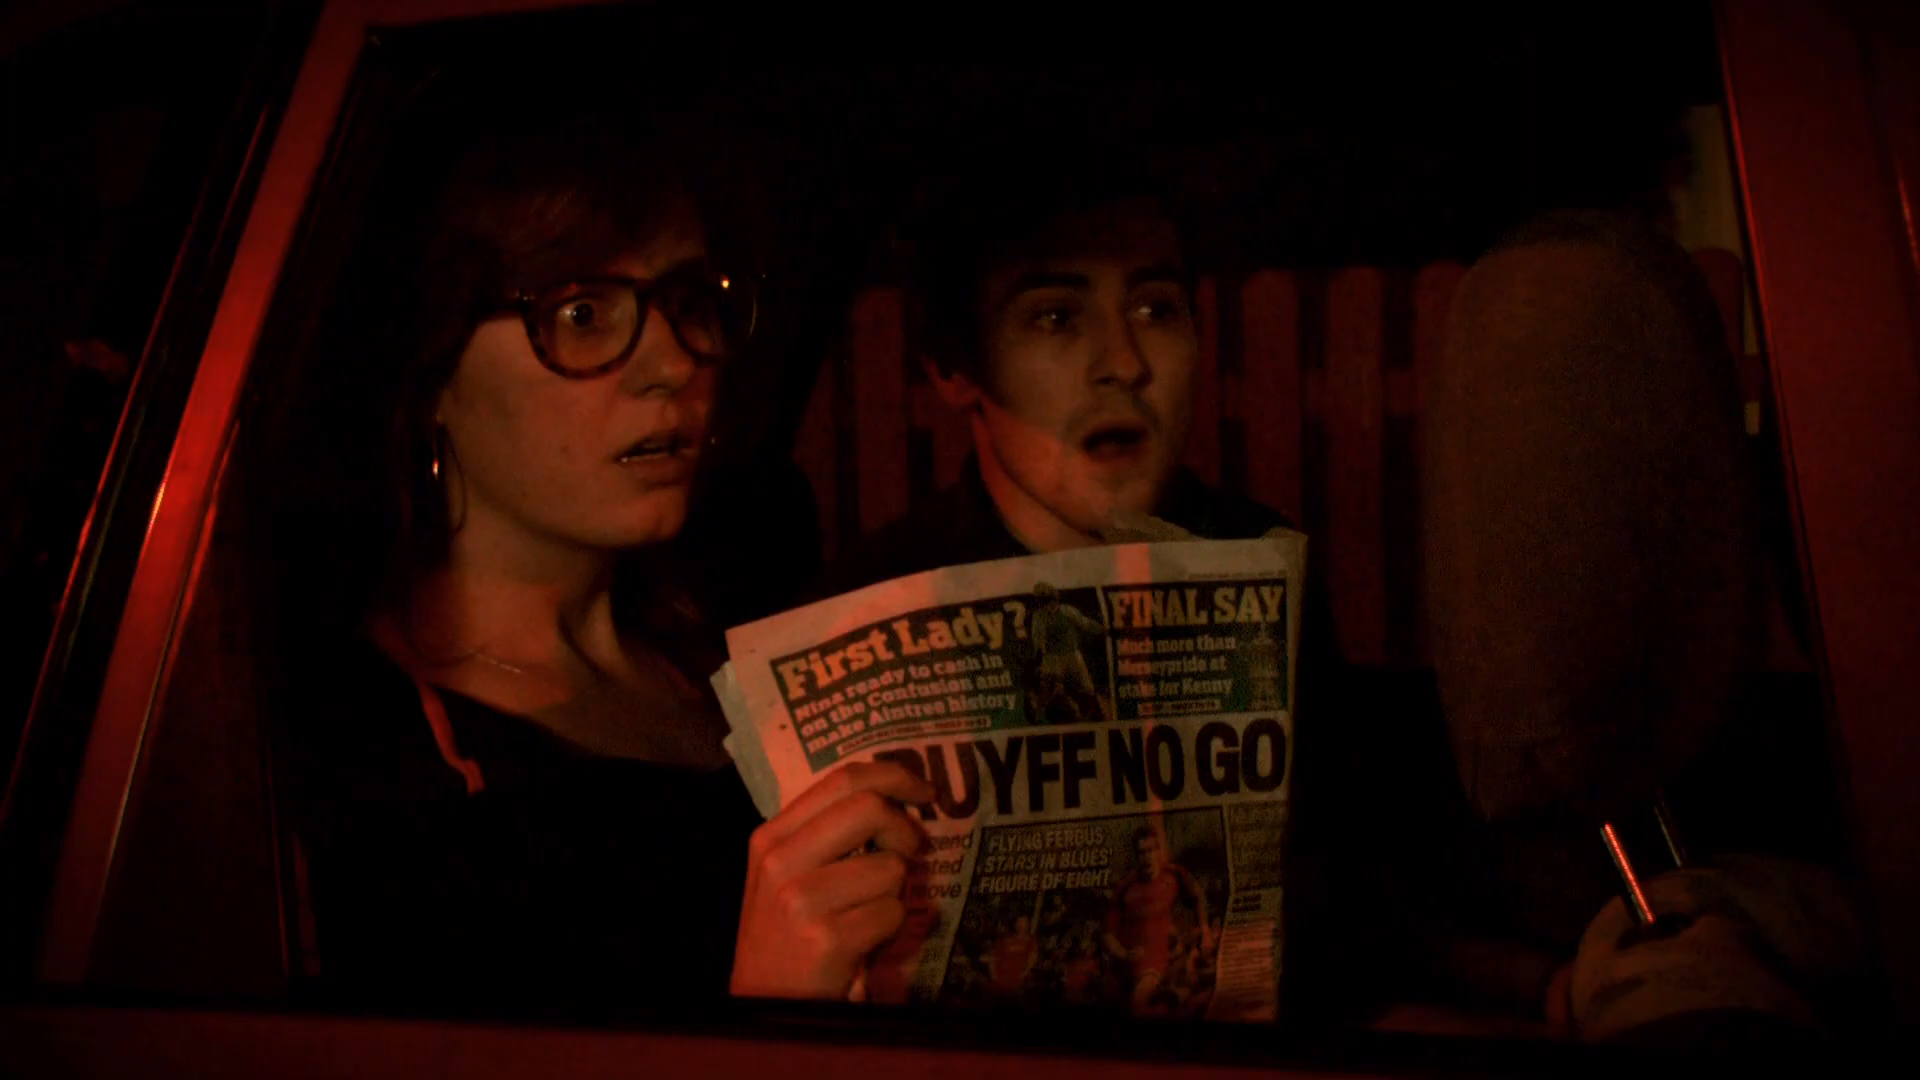 First Lady?
Nina ready to cash in
on the Confusion and
make Aintree history
FINAL SAY
Much more than
Merseypride at
stake for Kenny
RUYFF NO GO
FLYING FERGUS
STARS IN BLUES'
FIGURE OF EIGHT